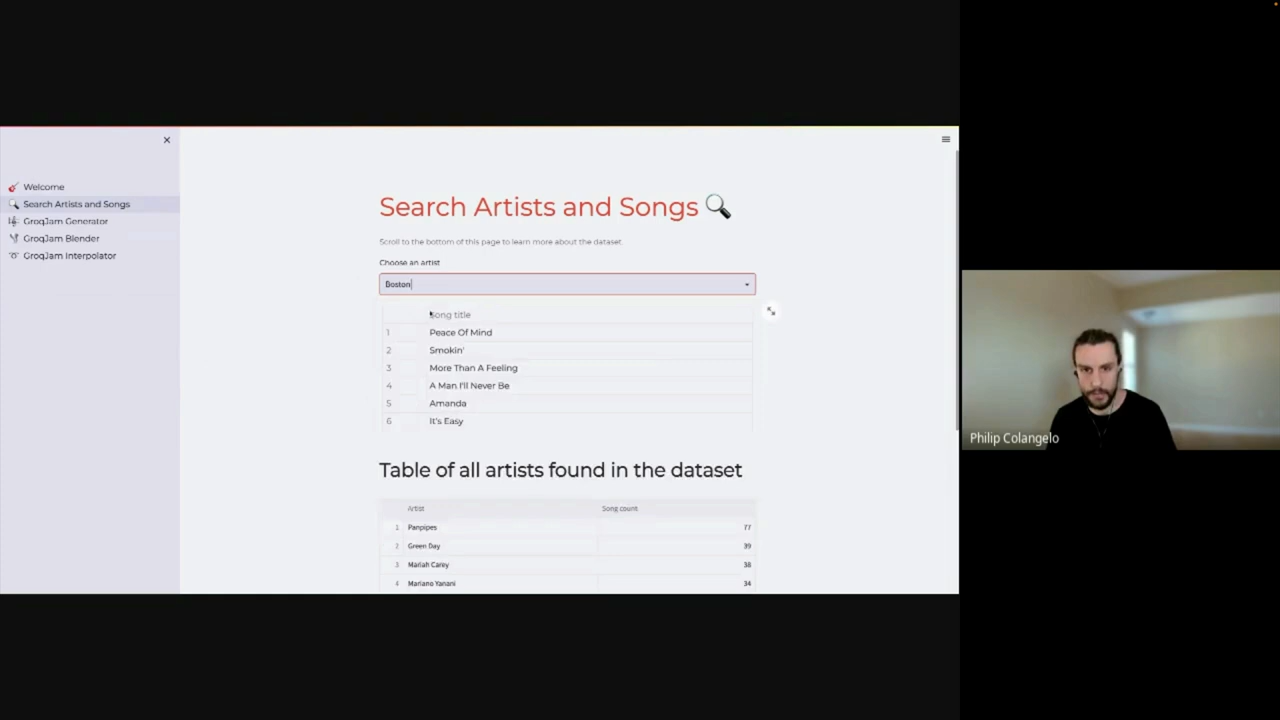 Welcome
Search Artists and Songs
GroqJam Generator
GroqJam Blender
GroqJam Interpolator
Search Artists and Songs
Scroll to the bottom of this page to learn more about the dataset.
Choose an artist
Boston
Song title
1 Peace Of Mind
2 Smokin'
3 More Than A Feeling
4 A Man I'll Never Be
5 Amanda
6 It's Easy
Table of all artists found in the dataset
Artist Song count
1 Panpipes 77
2 Green Day 39
3 Mariah Carey 38
4 Mariano Yanani 34
Philip Colangelo